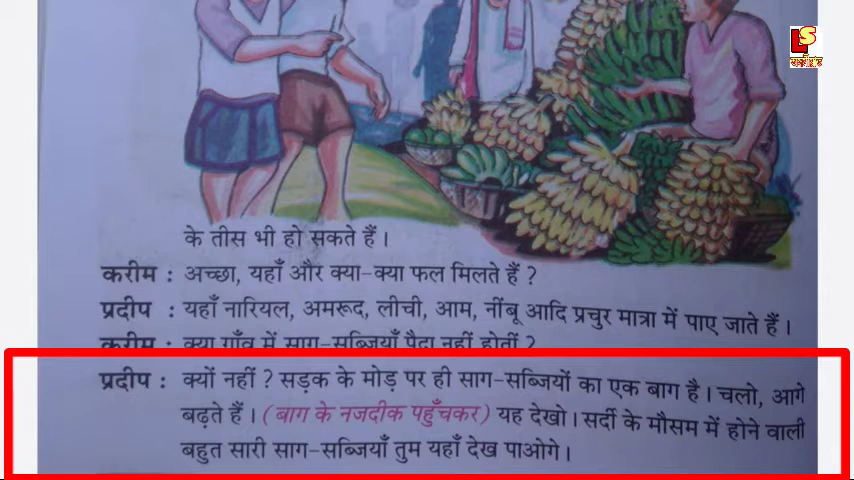 LS
के तीस भी हो सकते हैं।
करीम : अच्छा, यहाँ और क्या-क्या फल मिलते हैं ?
प्रदीप : यहाँ नारियल, अमरूद, लीची, आम, नींबू आदि प्रचुर मात्रा में पाए जाते हैं।
करीम : क्या गाँव में साग-सब्जियाँ पैदा नहीं होतीं ?
प्रदीप : क्यों नहीं ? सड़क के मोड़ पर ही साग-सब्जियों का एक बाग है। चलो, आगे
बढ़ते हैं। (बाग के नजदीक पहुँचकर) यह देखो। सर्दी के मौसम में होने वाली
बहुत सारी साग-सब्जियाँ तुम यहाँ देख पाओगे।